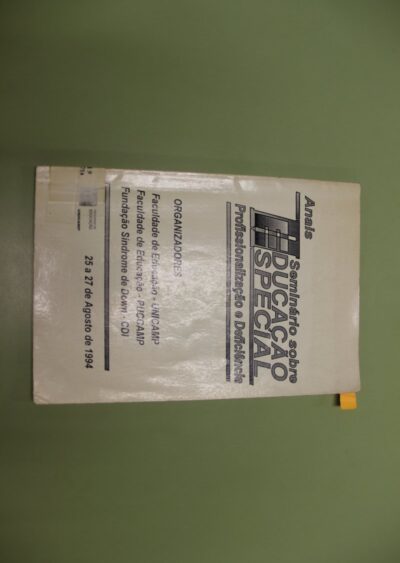 Anais
Seminário sobre
EDUCAÇÃO
ESPECIAL
Profissionalização e Deficiência
ORGANIZADORES
Faculdade de Educação - UNICAMP
Faculdade de Educação - PUCCAMP
Fundação Síndrome de Down - CDI
25 a 27 de Agosto de 1994